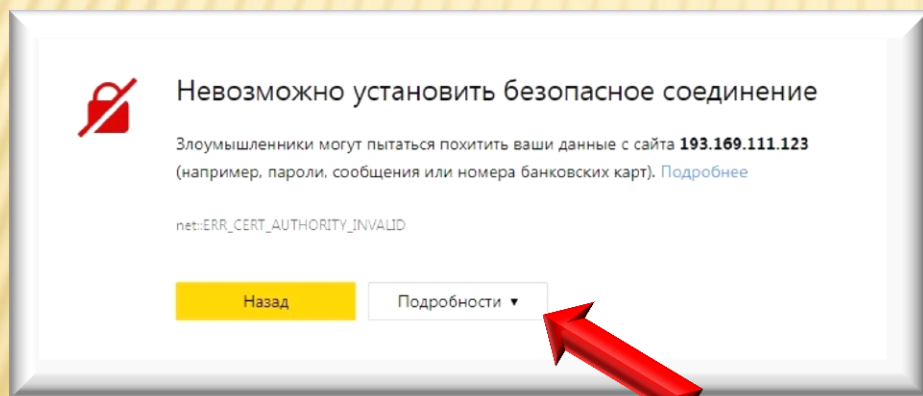 Невозможно установить безопасное соединение
Злоумышленники могут пытаться похитить ваши данные с сайта 193.169.111.123
(например, пароли, сообщения или номера банковских карт). Подробнее
net::ERR_CERT_AUTHORITY_INVALID
Назад
Подробности ▼